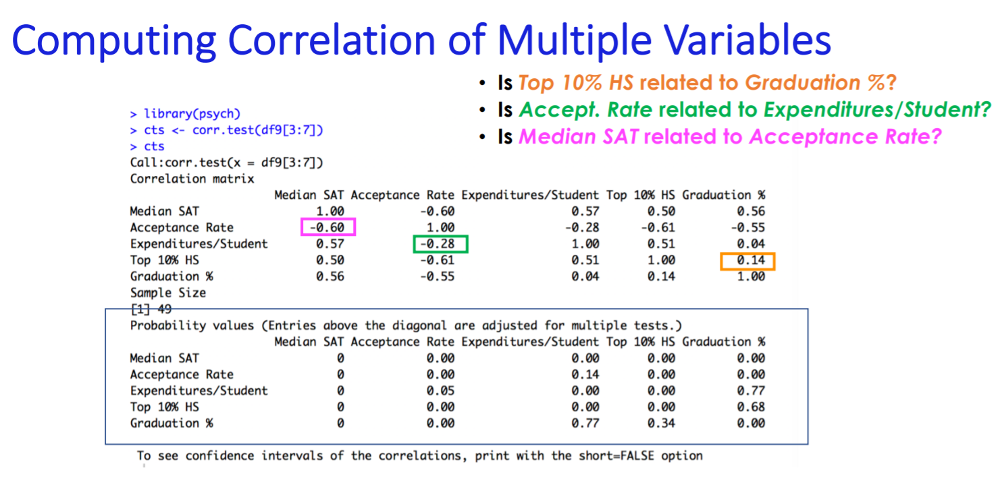 Computing Correlation of Multiple Variables
• Is Top 10% HS related to Graduation %?
• Is Accept. Rate related to Expenditures/Student?
• Is Median SAT related to Acceptance Rate?
> library(psych)
> cts <- corr.test(df9[3:7])
> cts
Call:corr.test(x = df9[3:7])
Correlation matrix
Median SAT Acceptance Rate Expenditures/Student Top 10% HS Graduation %
Median SAT 1.00 -0.60 0.57 0.50 0.56
Acceptance Rate -0.60 1.00 -0.28 -0.61 -0.55
Expenditures/Student 0.57 -0.28 1.00 0.51 0.04
Top 10% HS 0.50 -0.61 0.51 1.00 0.14
Graduation % 0.56 -0.55 0.04 0.14 1.00
Sample Size
[1] 49
Probability values (Entries above the diagonal are adjusted for multiple tests.)
Median SAT Acceptance Rate Expenditures/Student Top 10% HS Graduation %
Median SAT 0 0.00 0.00 0.00 0.00
Acceptance Rate 0 0.00 0.14 0.00 0.00
Expenditures/Student 0 0.05 0.00 0.00 0.77
Top 10% HS 0 0.00 0.00 0.00 0.68
Graduation % 0 0.00 0.77 0.34 0.00
To see confidence intervals of the correlations, print with the short=FALSE option